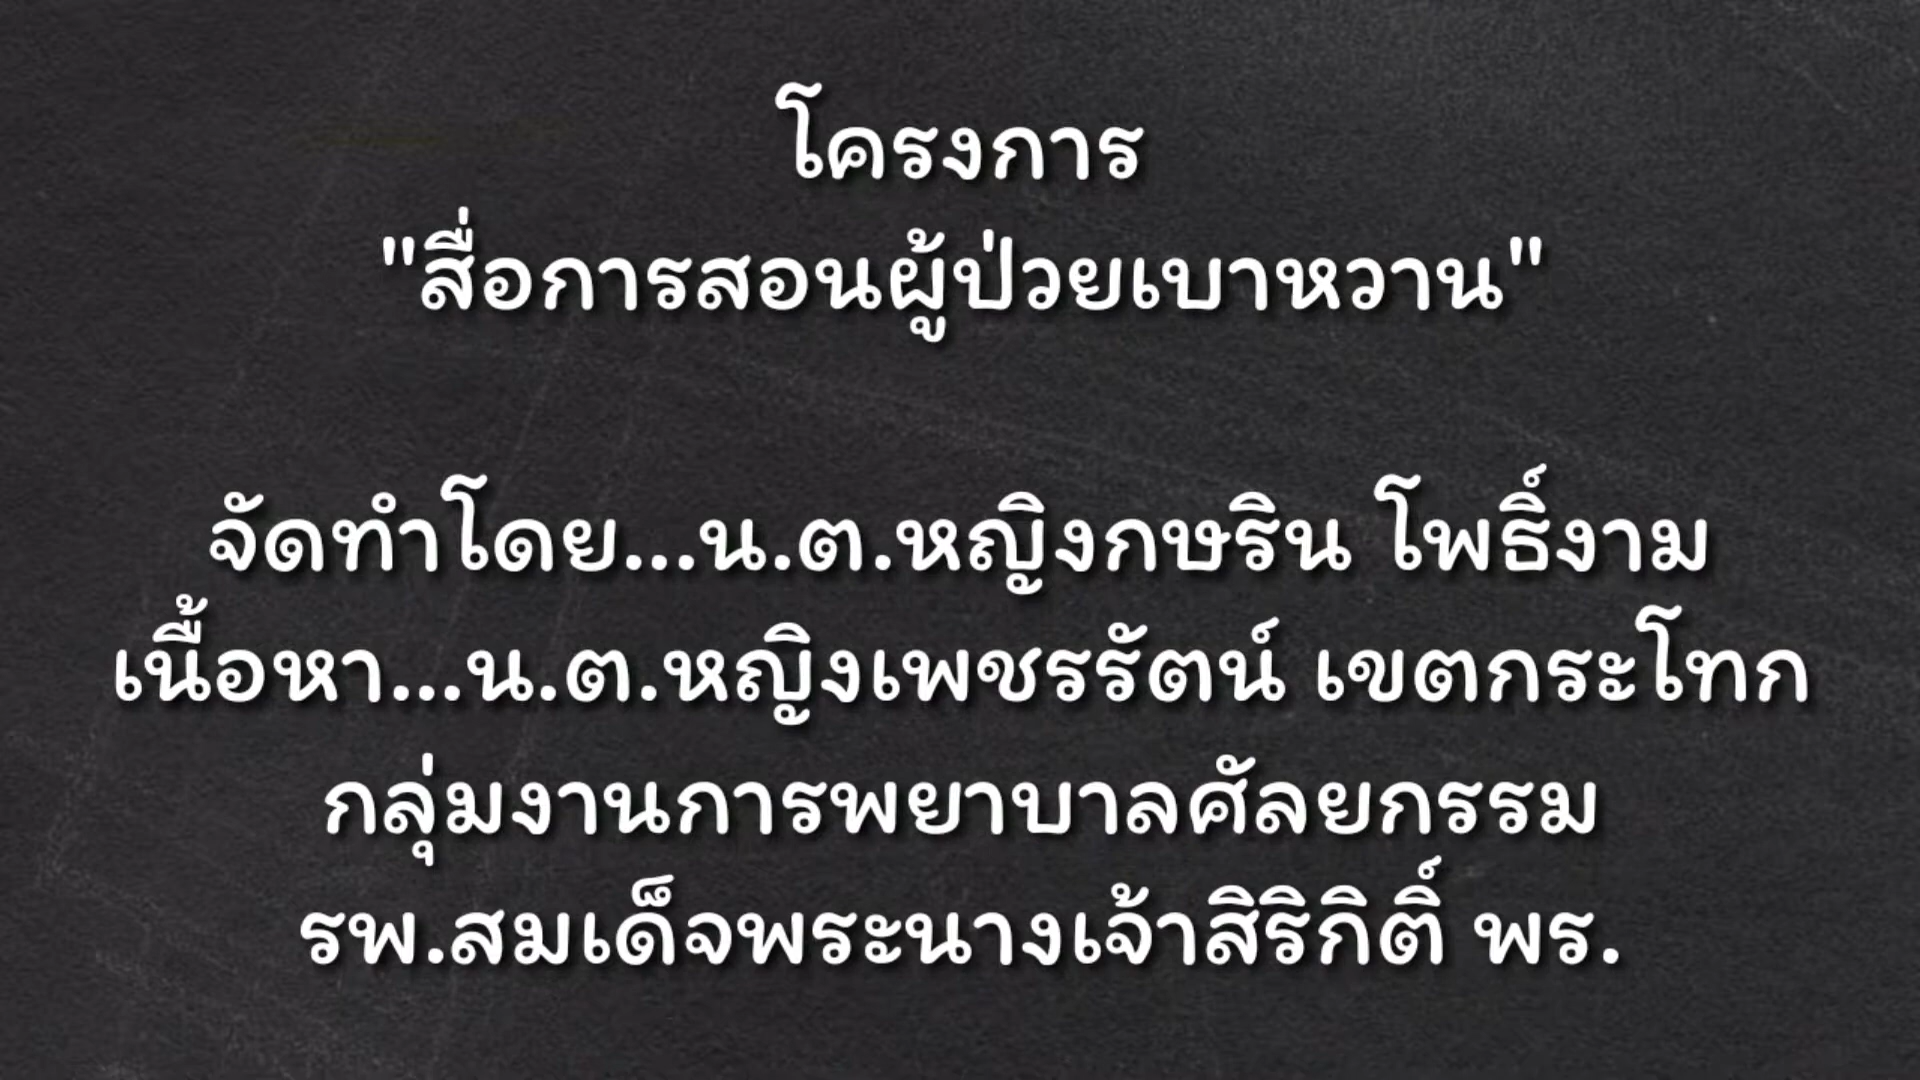 โครงการ
"สื่อการสอนผู้ป่วยเบาหวาน"
จัดทำโดย...น.ต.หญิงกษริน โพธิ์งาม
เนื้อหา...น.ต.หญิงเพชรรัตน์ เขตกระโทก
กลุ่มงานการพยาบาลศัลยกรรม
รพ.สมเด็จพระนางเจ้าสิริกิติ์ พร.